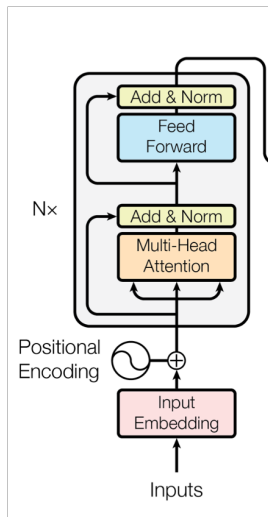 Add & Norm
Feed
Forward
N×
Add & Norm
Multi-Head
Attention
Positional
Encoding
Input
Embedding
Inputs